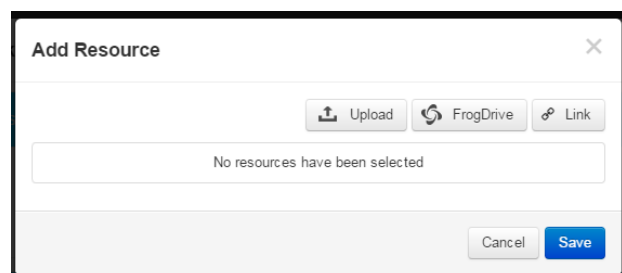 Add Resource
Upload FrogDrive Link
No resources have been selected
Cancel Save